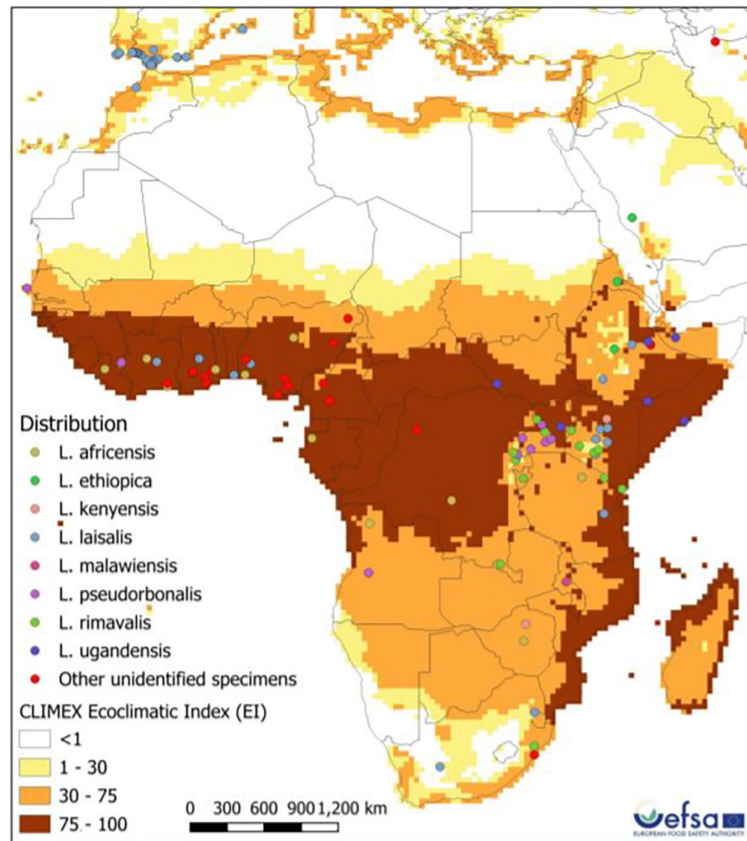 Distribution
L. africensis
L. ethiopica
L. kenyensis
L. laisalis
L. malawiensis
L. pseudorbonalis
L. rimavalis
L. ugandensis
Other unidentified specimens
CLIMEX Ecoclimatic Index (EI)
<1
1 - 30
30 - 75
75 - 100
0 300 600 900 1,200 km
efsa
EUROPEAN FOOD SAFETY AUTHORITY